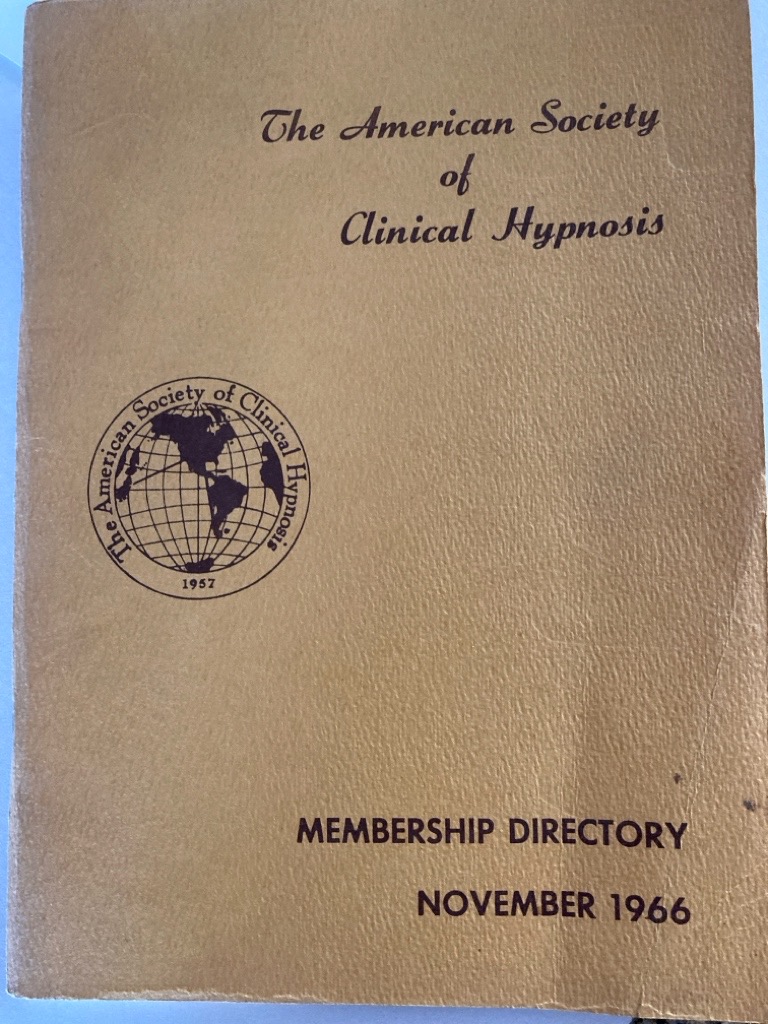 The American Society
of
Clinical Hypnosis
The American Society of Clinical Hypnosis
1957
MEMBERSHIP DIRECTORY
NOVEMBER 1966